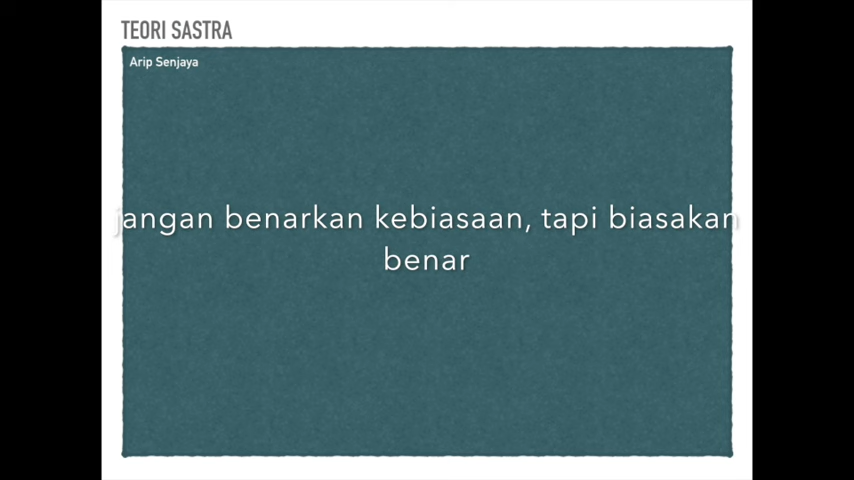 TEORI SASTRA
Arip Senjaya
jangan benarkan kebiasaan, tapi biasakan
benar